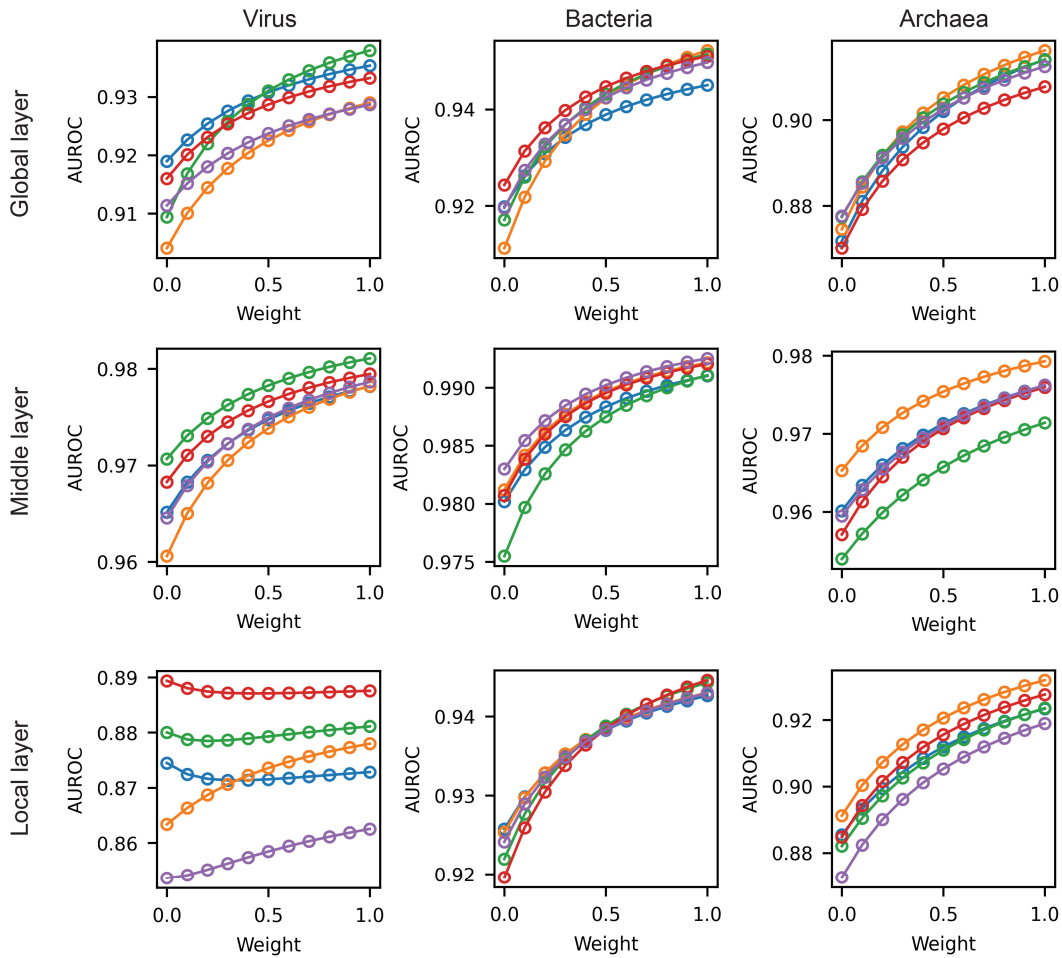 Virus Bacteria Archaea
Global layer
AUROC
0.93
0.92
0.91
0.0 0.5 1.0
Weight
AUROC
0.94
0.92
0.0 0.5 1.0
Weight
AUROC
0.90
0.88
0.0 0.5 1.0
Weight
Middle layer
AUROC
0.98
0.97
0.96
0.0 0.5 1.0
Weight
AUROC
0.990
0.985
0.980
0.975
0.0 0.5 1.0
Weight
AUROC
0.98
0.97
0.96
0.0 0.5 1.0
Weight
Local layer
AUROC
0.89
0.88
0.87
0.86
0.0 0.5 1.0
Weight
AUROC
0.94
0.93
0.92
0.0 0.5 1.0
Weight
AUROC
0.92
0.90
0.88
0.0 0.5 1.0
Weight